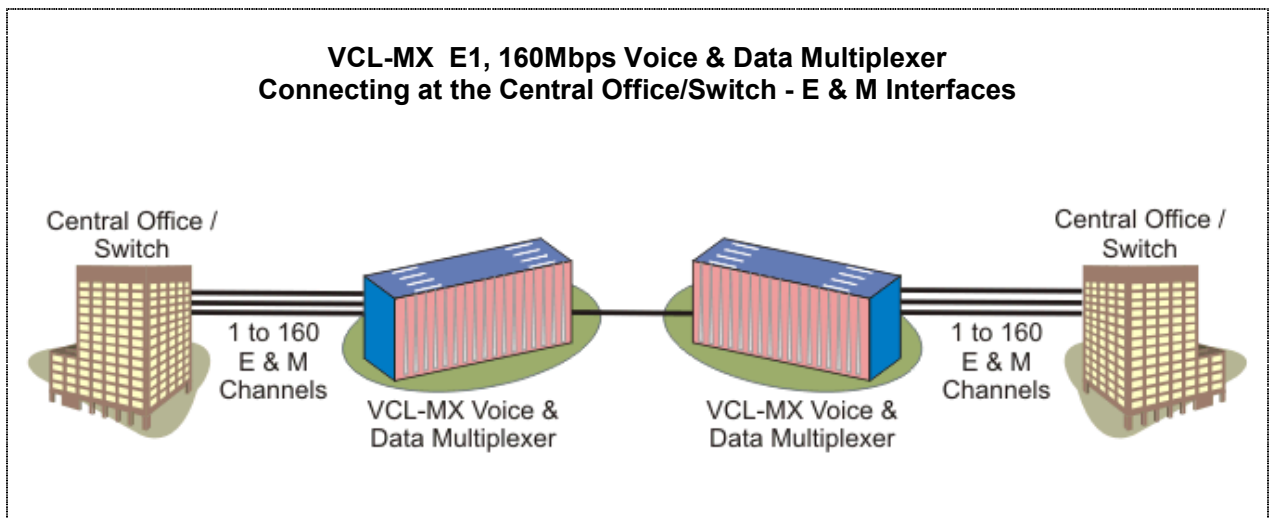 VCL-MX E1, 160Mbps Voice & Data Multiplexer
Connecting at the Central Office/Switch - E & M Interfaces
Central Office /
Switch
1 to 160
E & M
Channels
VCL-MX Voice &
Data Multiplexer
VCL-MX Voice &
Data Multiplexer
1 to 160
E & M
Channels
Central Office /
Switch